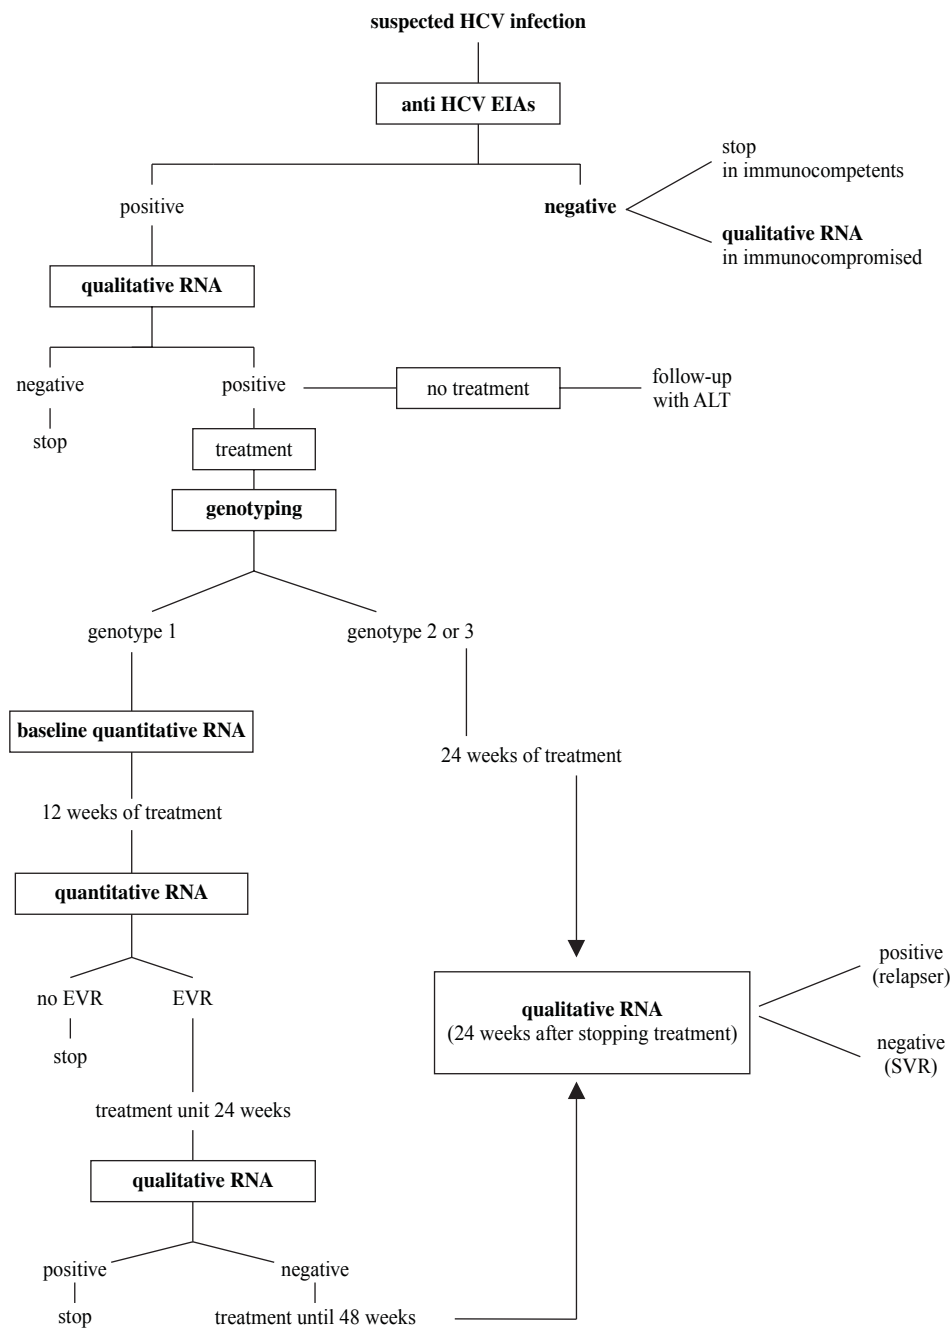 suspected HCV infection
anti HCV EIAs
stop
in immunocompetents
positive
negative
qualitative RNA
in immunocompromised
qualitative RNA
negative
positive
no treatment
follow-up
with ALT
stop
treatment
genotyping
genotype 1
genotype 2 or 3
baseline quantitative RNA
24 weeks of treatment
12 weeks of treatment
quantitative RNA
no EVR
EVR
stop
qualitative RNA
(24 weeks after stopping treatment)
positive
(relapser)
negative
(SVR)
treatment unit 24 weeks
qualitative RNA
positive
negative
stop
treatment until 48 weeks